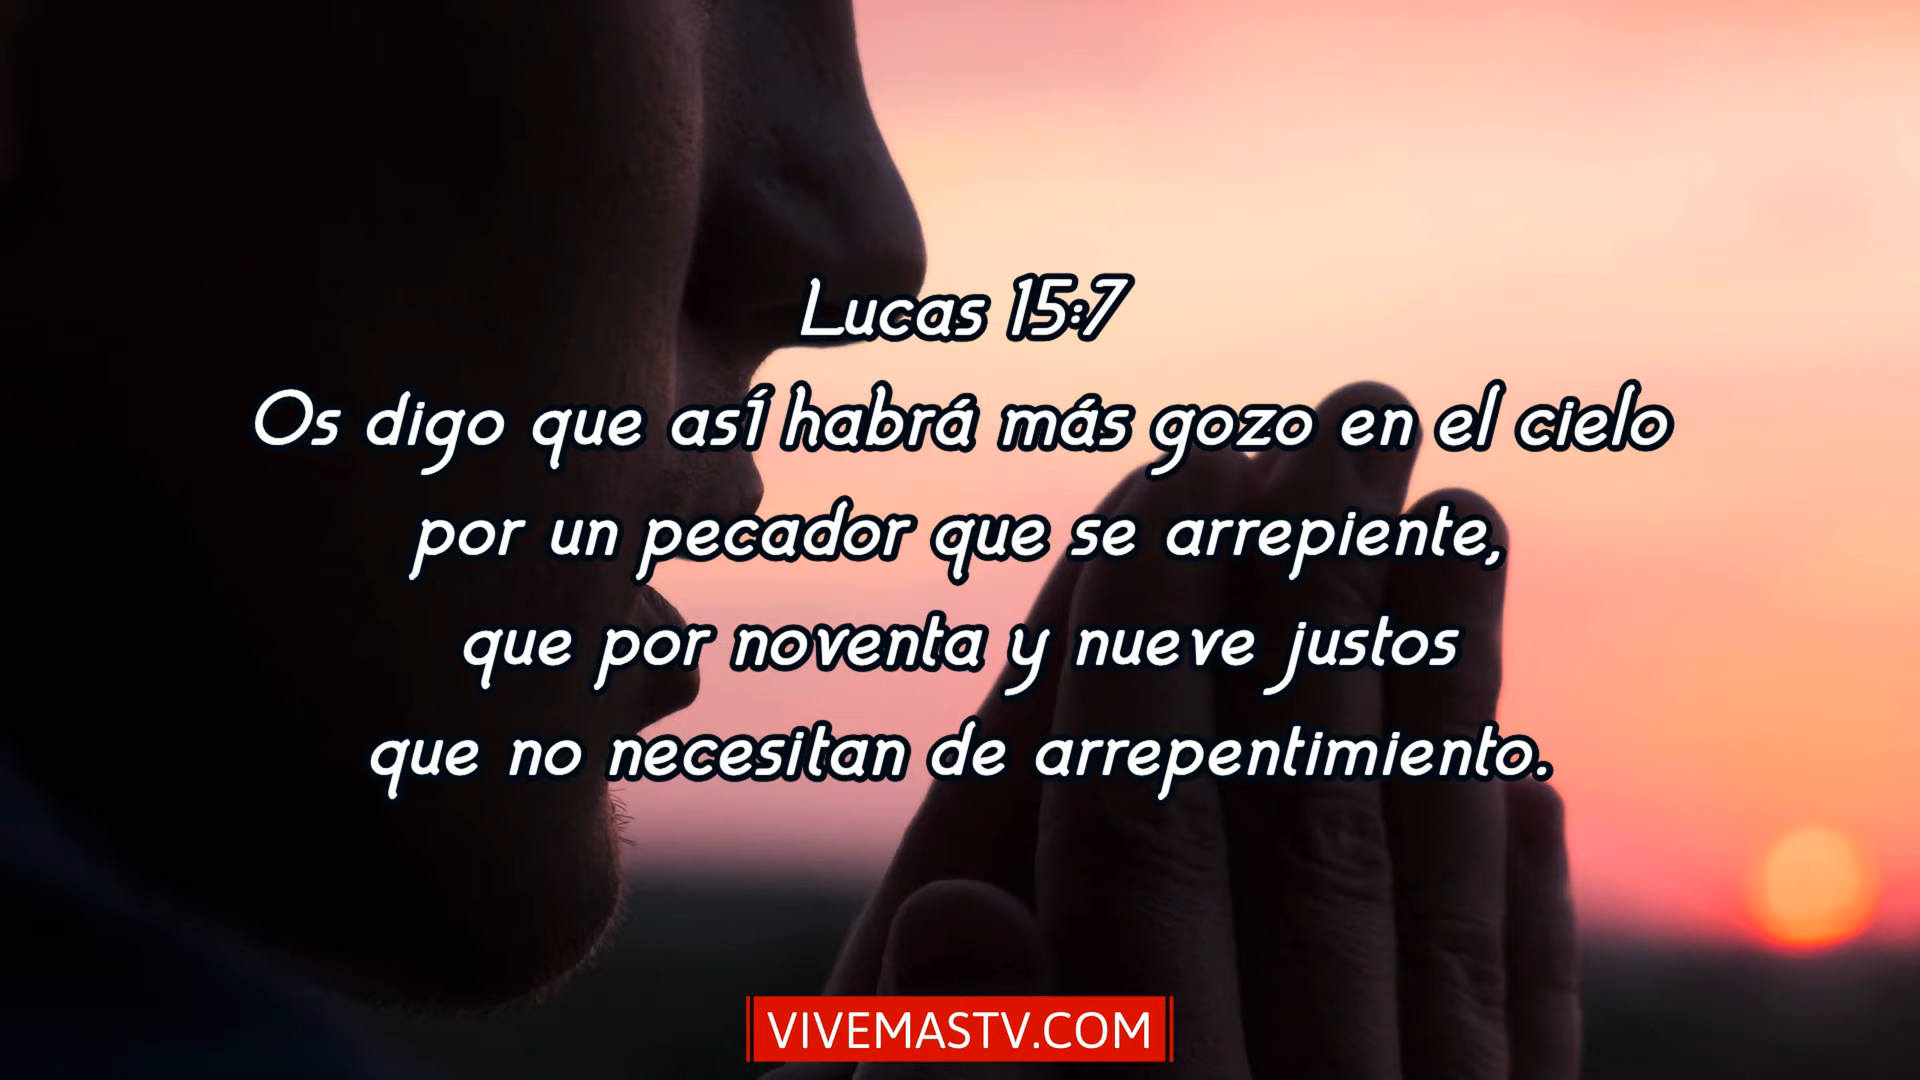 Lucas 15:7
Os digo que así habrá más gozo en el cielo
por un pecador que se arrepiente,
que por noventa y nueve justos
que no necesitan de arrepentimiento.
VIVEMASTV.COM